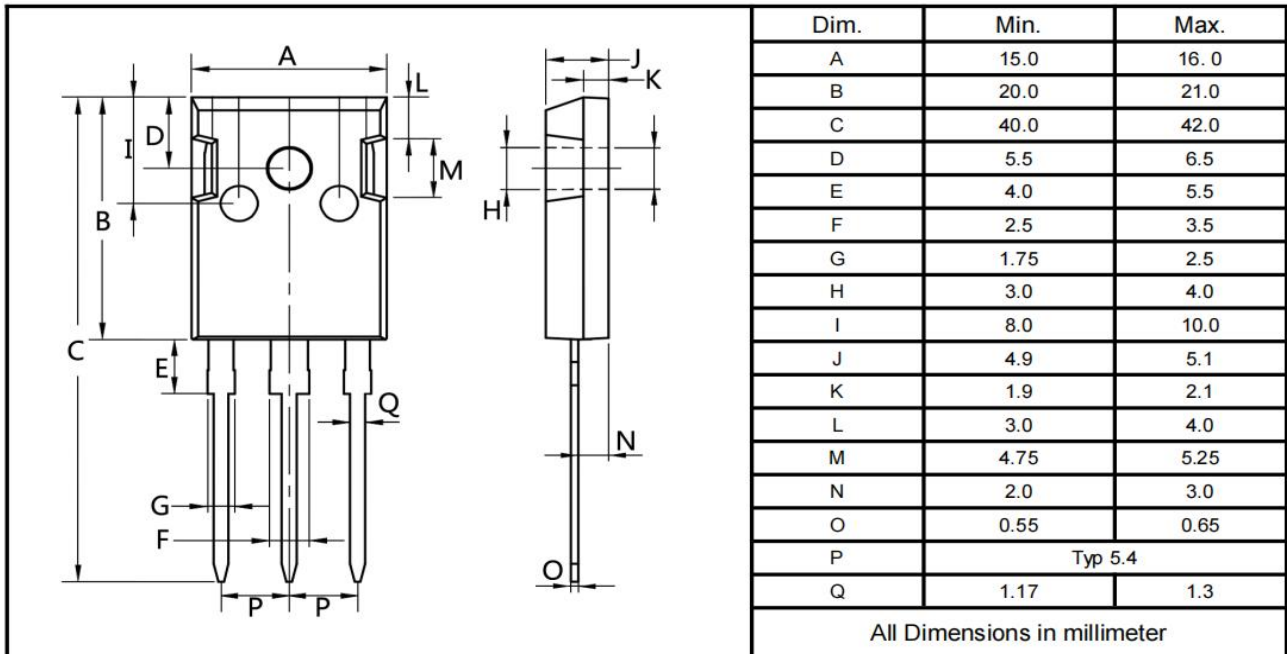 A
L
D
I
M
B
C
E
Q
G
F
P P
J
K
H
N
O
Dim. Min. Max.
A 15.0 16. 0
B 20.0 21.0
C 40.0 42.0
D 5.5 6.5
E 4.0 5.5
F 2.5 3.5
G 1.75 2.5
H 3.0 4.0
I 8.0 10.0
J 4.9 5.1
K 1.9 2.1
L 3.0 4.0
M 4.75 5.25
N 2.0 3.0
O 0.55 0.65
P Typ 5.4
Q 1.17 1.3
All Dimensions in millimeter